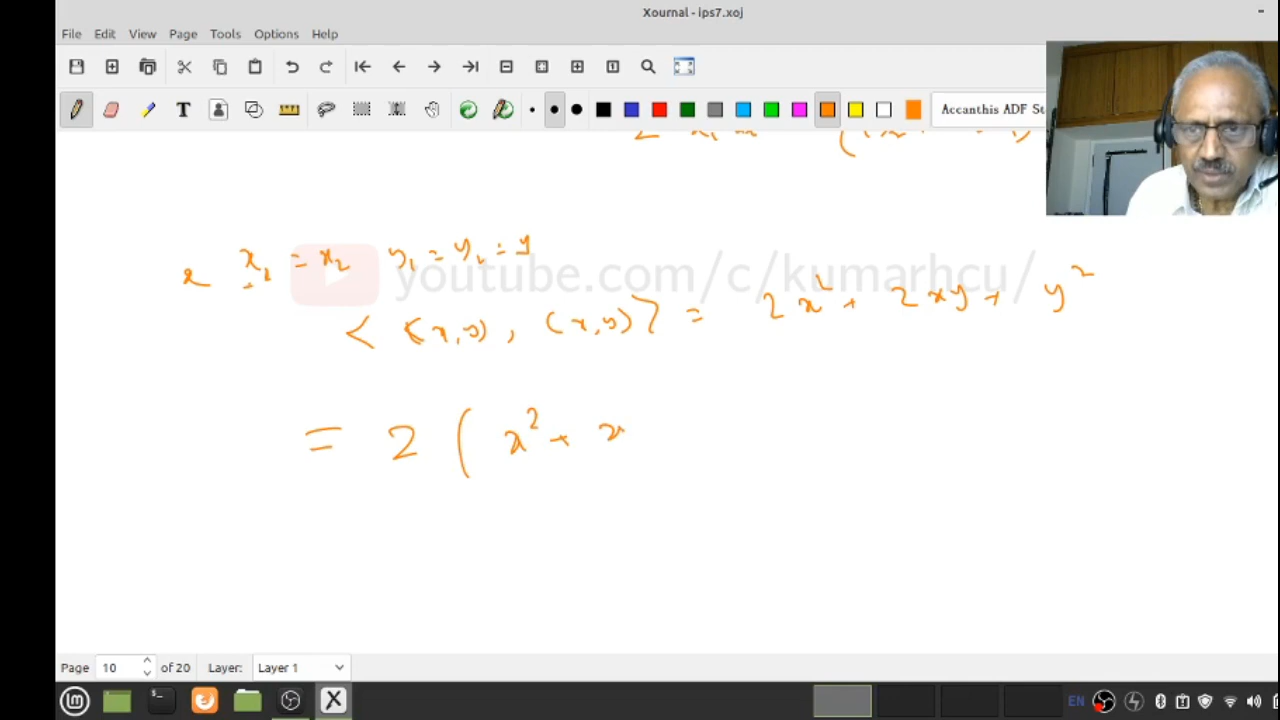 Xournal - ips7.xoj
File Edit View Page Tools Options Help
Accanthis ADF St
x = x₂ y₁ = y₂ = y
youtube.com/c/kumarhcu/
< (x,y), (x,y) > = 2x² + 2xy + y²
= 2 ( x² + x
Page 10 of 20 Layer: Layer 1
EN